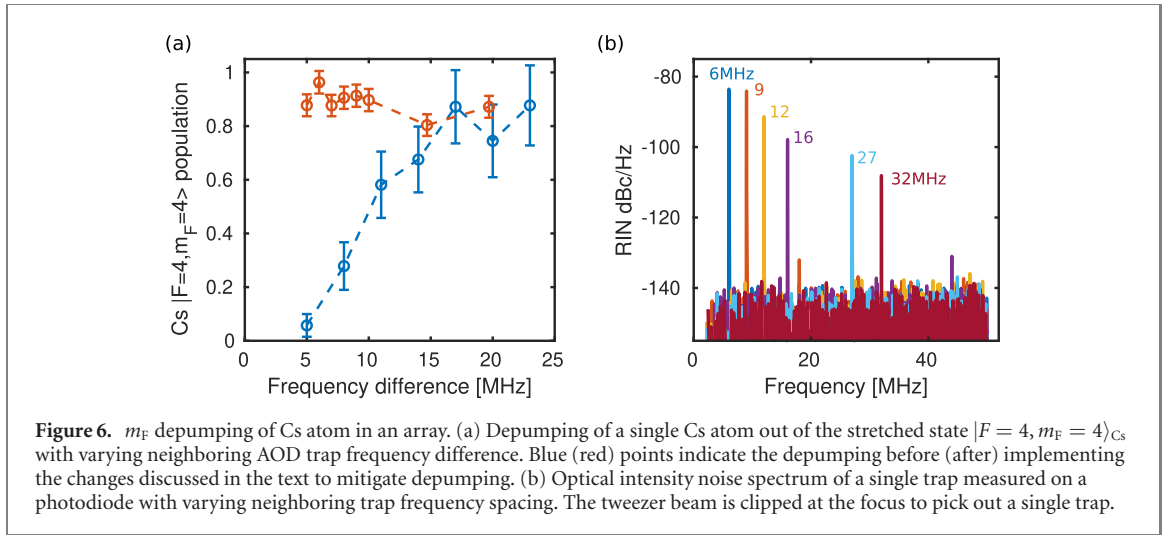 (a)
Cs |F=4,mF=4> population
1
0.8
0.6
0.4
0.2
0
0 5 10 15 20 25
Frequency difference [MHz]
(b)
RIN dBc/Hz
-80
-100
-120
-140
6MHz
9
12
16
27
32MHz
0 20 40
Frequency [MHz]
Figure 6. mF depumping of Cs atom in an array. (a) Depumping of a single Cs atom out of the stretched state |F = 4, mF = 4⟩Cs
with varying neighboring AOD trap frequency difference. Blue (red) points indicate the depumping before (after) implementing
the changes discussed in the text to mitigate depumping. (b) Optical intensity noise spectrum of a single trap measured on a
photodiode with varying neighboring trap frequency spacing. The tweezer beam is clipped at the focus to pick out a single trap.